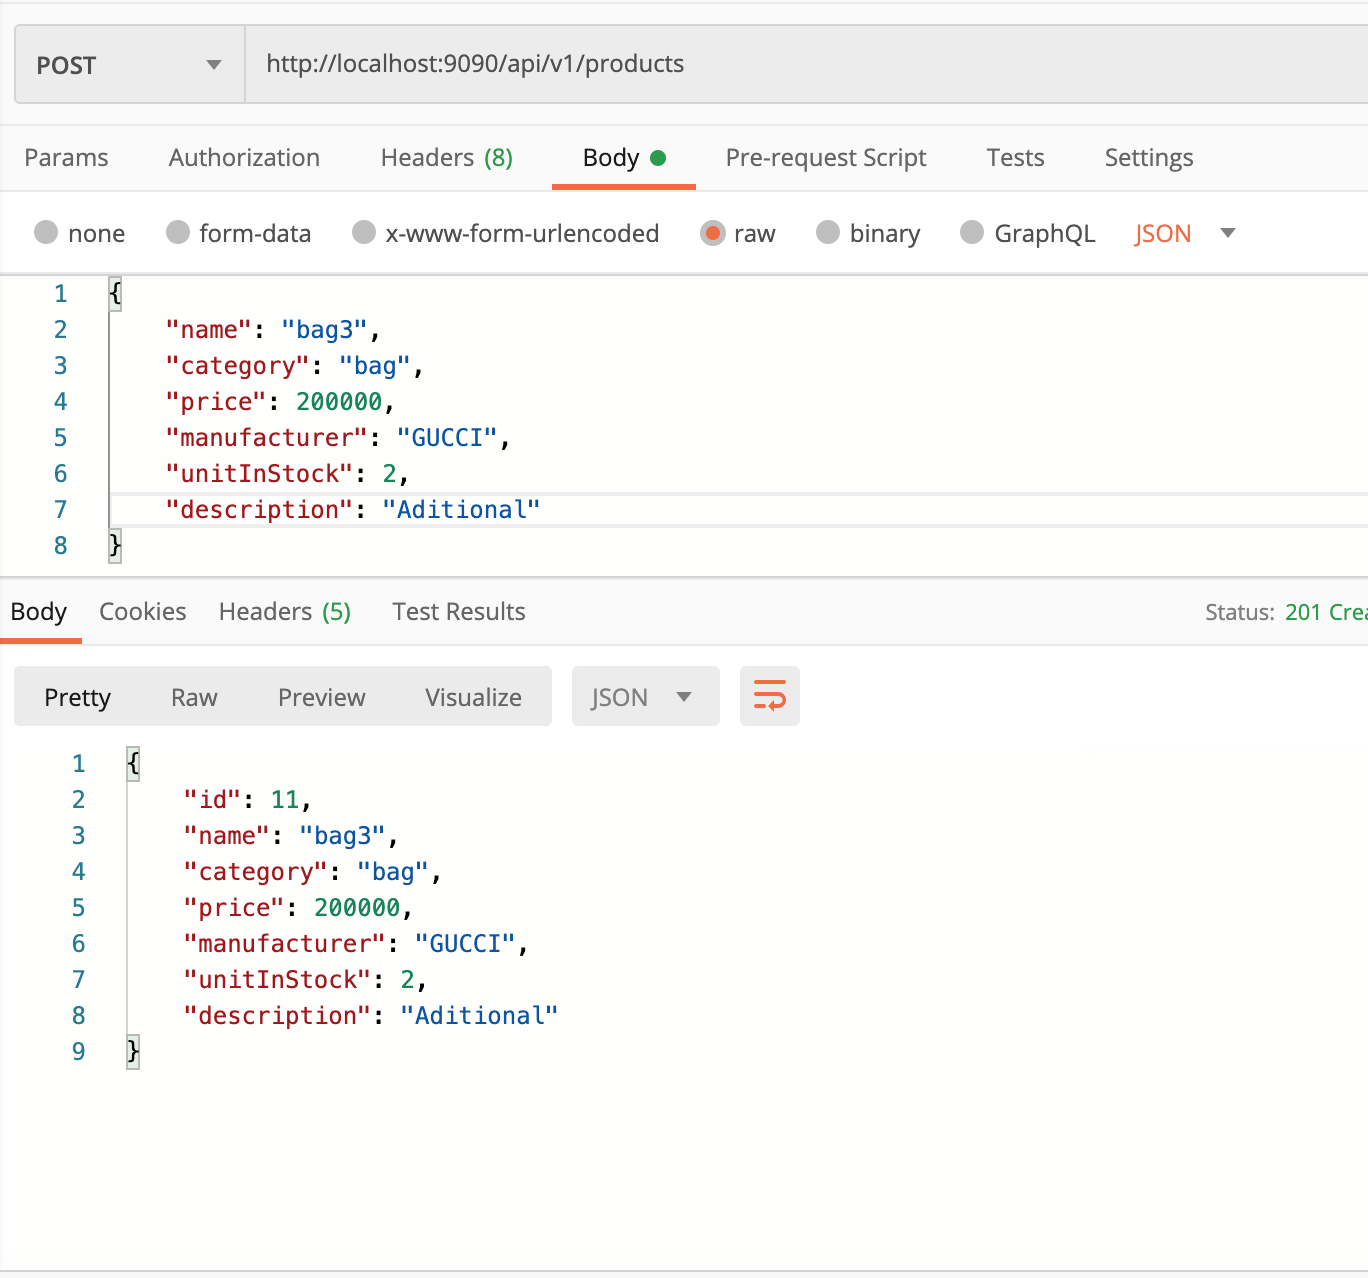 POST http://localhost:9090/api/v1/products
Params Authorization Headers (8) Body Pre-request Script Tests Settings
none form-data x-www-form-urlencoded raw binary GraphQL JSON
1 {
2 "name": "bag3",
3 "category": "bag",
4 "price": 200000,
5 "manufacturer": "GUCCI",
6 "unitInStock": 2,
7 "description": "Aditional"
8 }
Body Cookies Headers (5) Test Results Status: 201 Crea
Pretty Raw Preview Visualize JSON
1 {
2 "id": 11,
3 "name": "bag3",
4 "category": "bag",
5 "price": 200000,
6 "manufacturer": "GUCCI",
7 "unitInStock": 2,
8 "description": "Aditional"
9 }